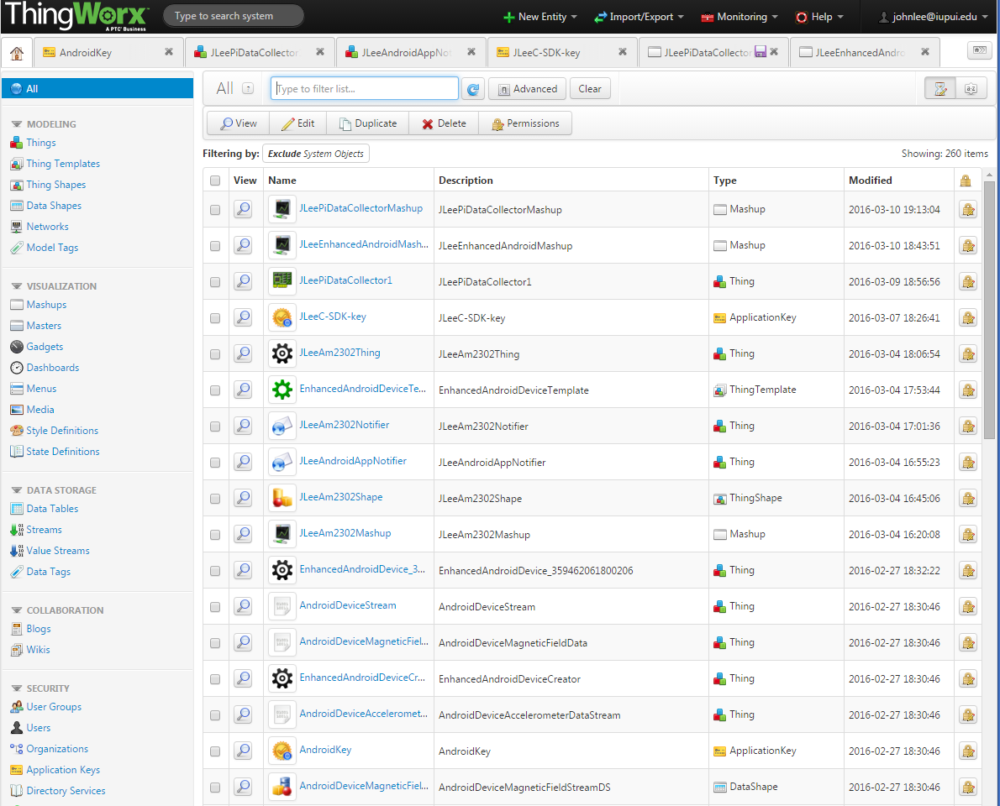 ThingWorx™
A PTC® Business
Type to search system
New Entity
Import/Export
Monitoring
Help
johnlee@iupui.edu
AndroidKey
JLeePiDataCollector
JLeeAndroidAppNo
JLeeC-SDK-key
JLeePiDataCollector
JLeeEnhancedAndro
All
MODELING
Things
Thing Templates
Thing Shapes
Data Shapes
Networks
Model Tags
VISUALIZATION
Mashups
Masters
Gadgets
Dashboards
Menus
Media
Style Definitions
State Definitions
DATA STORAGE
Data Tables
Streams
Value Streams
Data Tags
COLLABORATION
Blogs
Wikis
SECURITY
User Groups
Users
Organizations
Application Keys
Directory Services
All ? Type to filter list... Advanced Clear
View Edit Duplicate Delete Permissions
Filtering by: Exclude System Objects Showing: 260 items
View Name Description Type Modified
JLeePiDataCollectorMashup JLeePiDataCollectorMashup Mashup 2016-03-10 19:13:04
JLeeEnhancedAndroidMash... JLeeEnhancedAndroidMashup Mashup 2016-03-10 18:43:51
JLeePiDataCollector1 JLeePiDataCollector1 Thing 2016-03-09 18:56:56
JLeeC-SDK-key JLeeC-SDK-key ApplicationKey 2016-03-07 18:26:41
JLeeAm2302Thing JLeeAm2302Thing Thing 2016-03-04 18:06:54
EnhancedAndroidDeviceTe... EnhancedAndroidDeviceTemplate ThingTemplate 2016-03-04 17:53:44
JLeeAm2302Notifier JLeeAm2302Notifier Thing 2016-03-04 17:01:36
JLeeAndroidAppNotifier JLeeAndroidAppNotifier Thing 2016-03-04 16:55:23
JLeeAm2302Shape JLeeAm2302Shape ThingShape 2016-03-04 16:45:06
JLeeAm2302Mashup JLeeAm2302Mashup Mashup 2016-03-04 16:20:08
EnhancedAndroidDevice_3... EnhancedAndroidDevice_359462061800206 Thing 2016-02-27 18:32:22
AndroidDeviceStream AndroidDeviceStream Thing 2016-02-27 18:30:46
AndroidDeviceMagneticFiel... AndroidDeviceMagneticFieldData Thing 2016-02-27 18:30:46
EnhancedAndroidDeviceCr... EnhancedAndroidDeviceCreator Thing 2016-02-27 18:30:46
AndroidDeviceAcceleromet... AndroidDeviceAccelerometerDataStream Thing 2016-02-27 18:30:46
AndroidKey AndroidKey ApplicationKey 2016-02-27 18:30:46
AndroidDeviceMagneticFiel... AndroidDeviceMagneticFieldStreamDS DataShape 2016-02-27 18:30:46